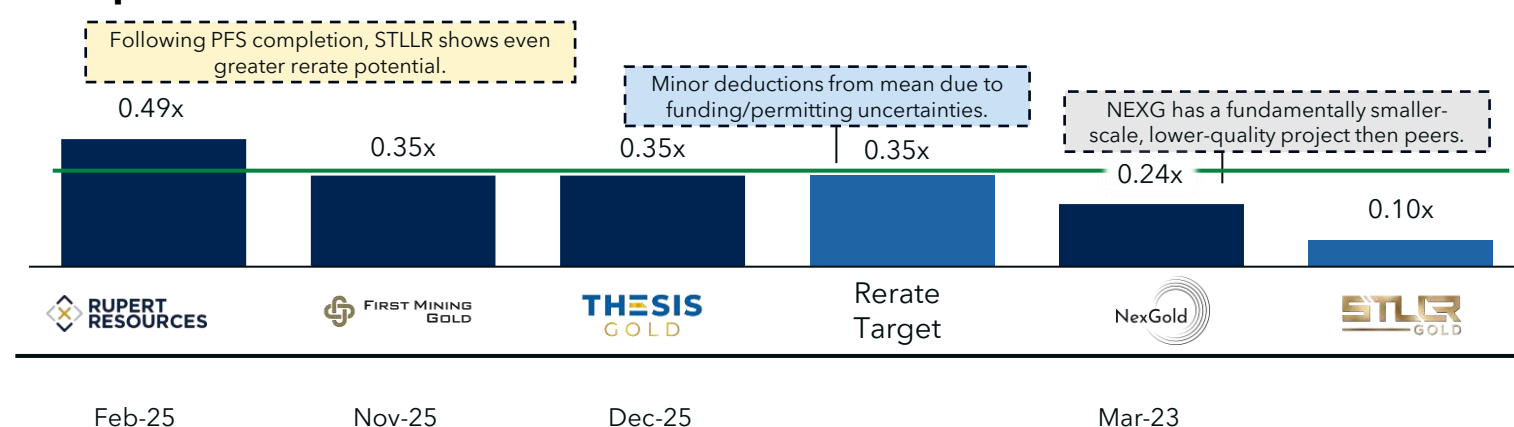 Following PFS completion, STLLR shows even
greater rerate potential.
Minor deductions from mean due to
funding/permitting uncertainties.
NEXG has a fundamentally smaller-
scale, lower-quality project then peers.
0.49x
0.35x
0.35x
0.35x
0.24x
0.10x
RUPERT
RESOURCES
FIRST MINING
GOLD
THESIS
GOLD
Rerate
Target
NexGold
STLLR
GOLD
Feb-25
Nov-25
Dec-25
Mar-23